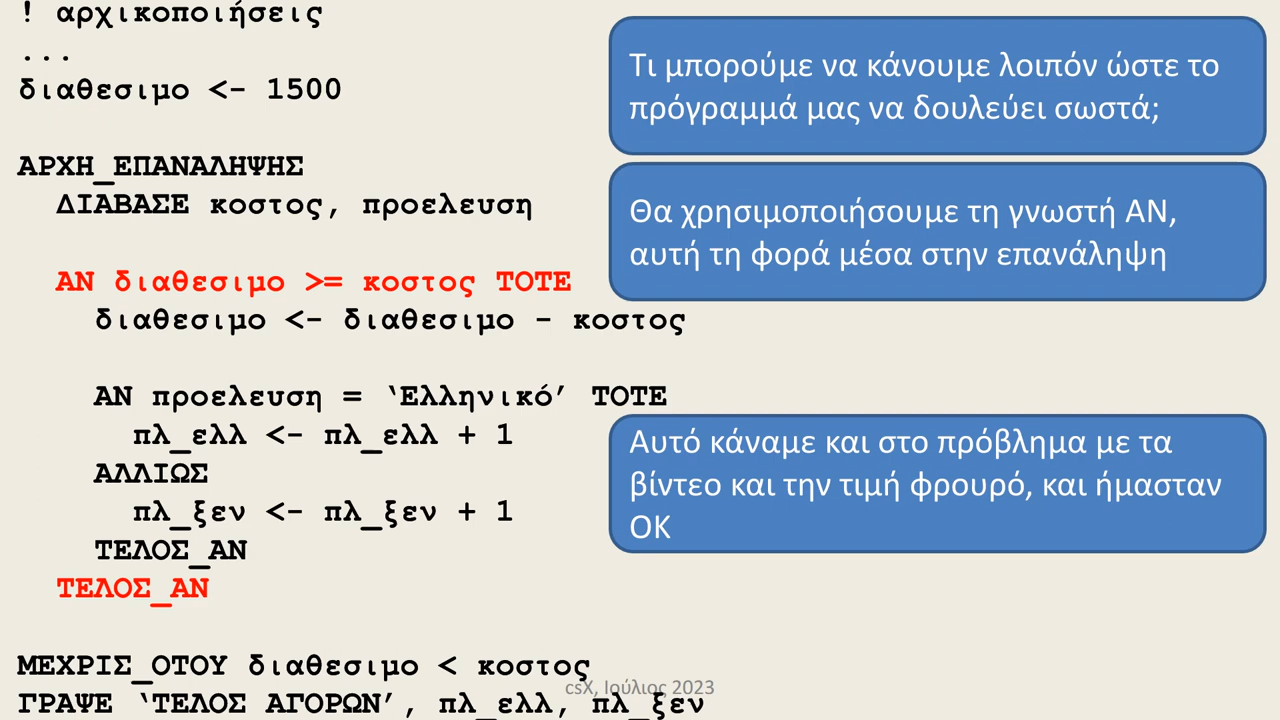 ! αρχικοποιήσεις
...
διαθεσιμο <- 1500
ΑΡΧΗ_ΕΠΑΝΑΛΗΨΗΣ
ΔΙΑΒΑΣΕ κοστος, προελευση
ΑΝ διαθεσιμο >= κοστος ΤΟΤΕ
διαθεσιμο <- διαθεσιμο - κοστος
ΑΝ προελευση = ‘Ελληνικό’ ΤΟΤΕ
πλ_ελλ <- πλ_ελλ + 1
ΑΛΛΙΩΣ
πλ_ξεν <- πλ_ξεν + 1
ΤΕΛΟΣ_ΑΝ
ΤΕΛΟΣ_ΑΝ
ΜΕΧΡΙΣ_ΟΤΟΥ διαθεσιμο < κοστος
ΓΡΑΨΕ ‘ΤΕΛΟΣ ΑΓΟΡΩΝ’, πλ_ελλ, πλ_ξεν
Τι μπορούμε να κάνουμε λοιπόν ώστε το
πρόγραμμά μας να δουλεύει σωστά;
Θα χρησιμοποιήσουμε τη γνωστή ΑΝ,
αυτή τη φορά μέσα στην επανάληψη
Αυτό κάναμε και στο πρόβλημα με τα
βίντεο και την τιμή φρουρό, και ήμασταν
ΟΚ
csX, Ιούλιος 2023